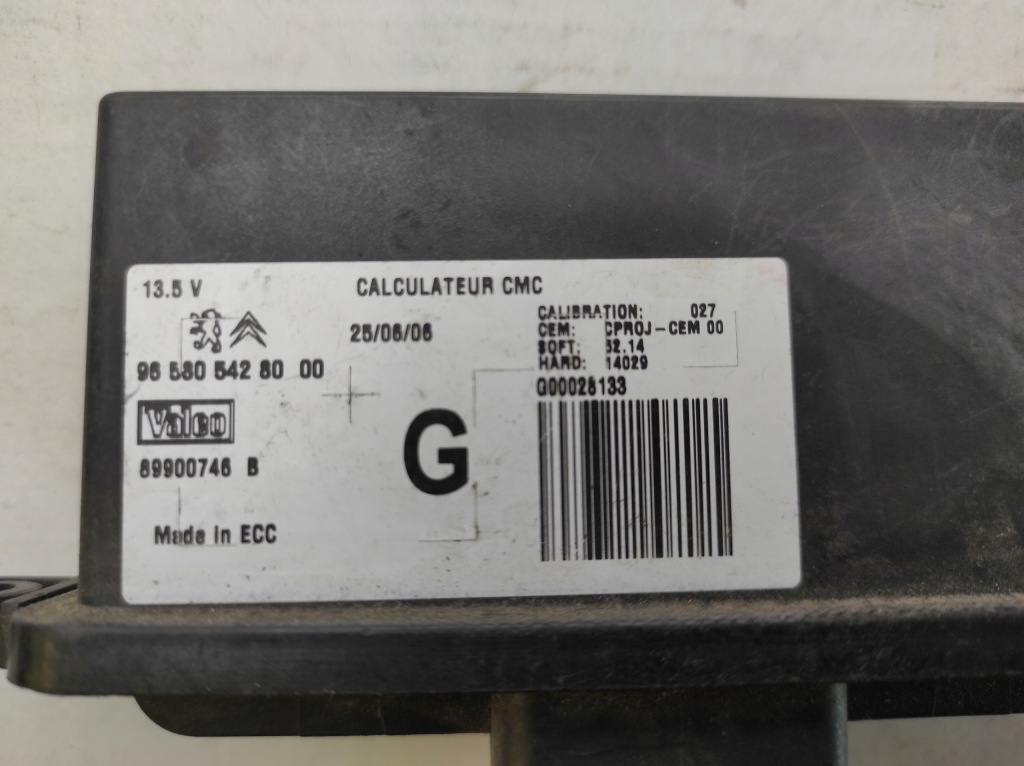 13.5 V
CALCULATEUR CMC
25/06/06
96 580 542 80 00
Valeo
89900746 B
Made in ECC
G
CALIBRATION: 027
CEM: CPROJ-CEM 00
SOFT: 52.14
HARD: 14029
G00028133